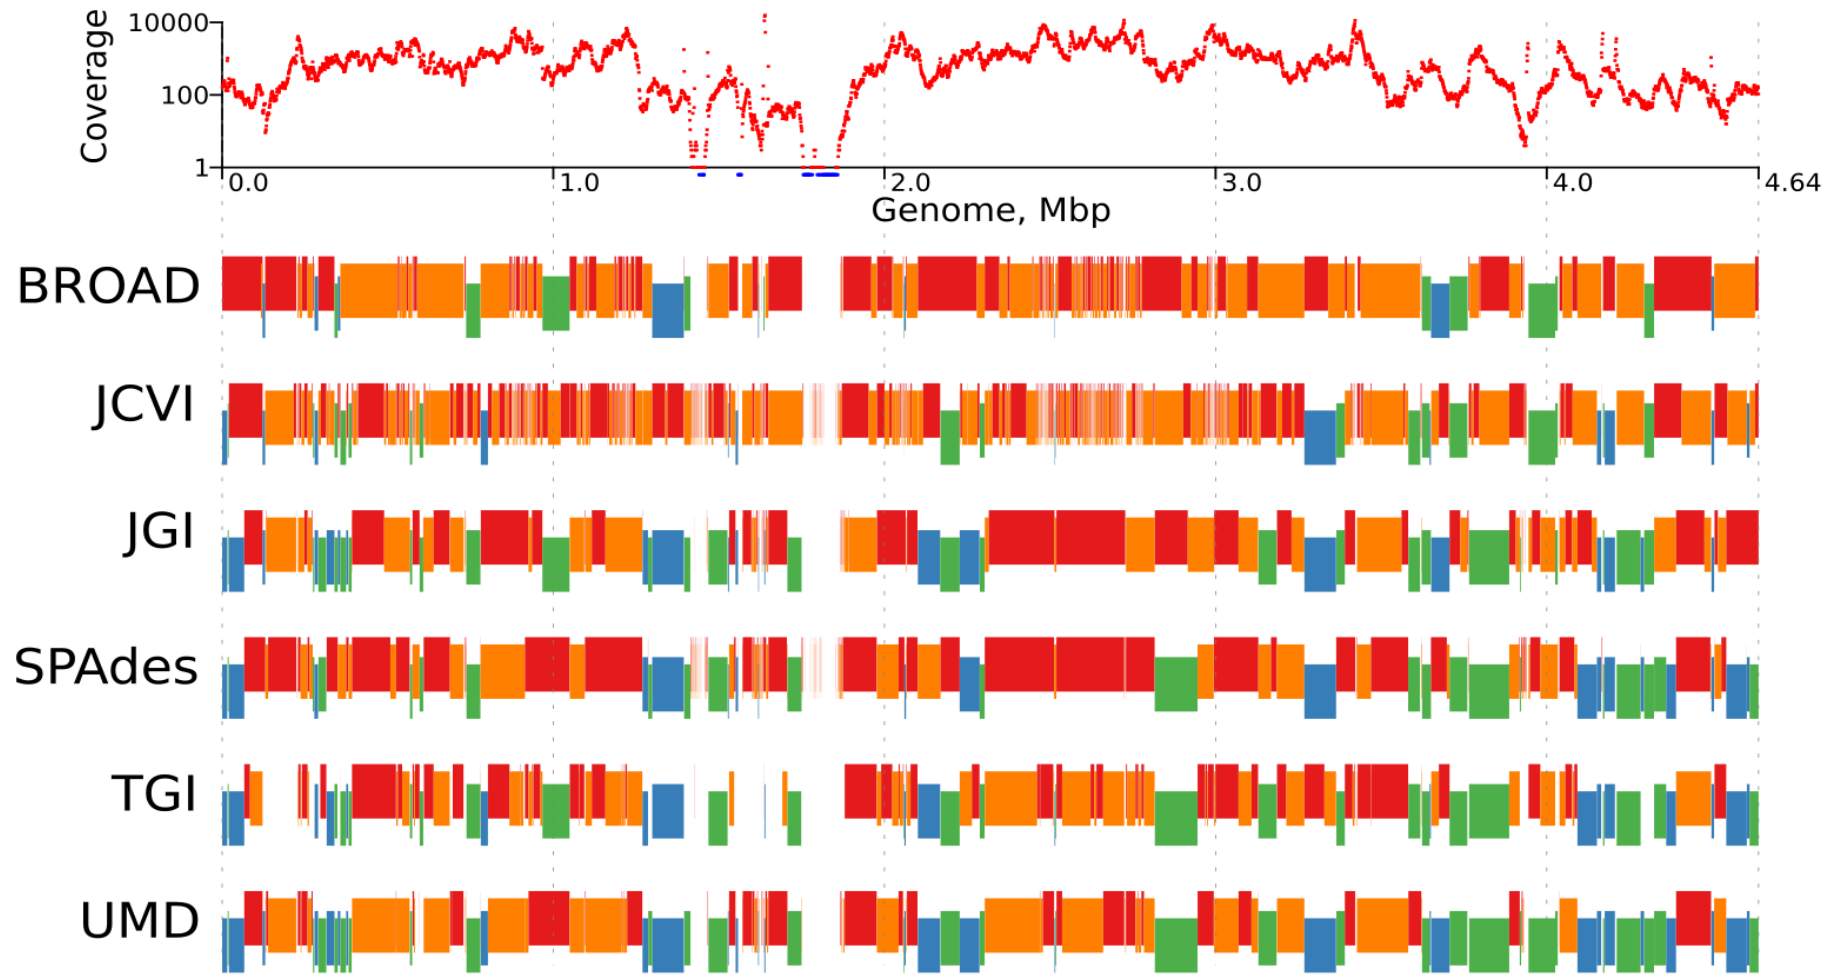 Coverage
10000
100
1
0.0 1.0 2.0 3.0 4.0 4.64
Genome, Mbp
BROAD
JCVI
JGI
SPAdes
TGI
UMD